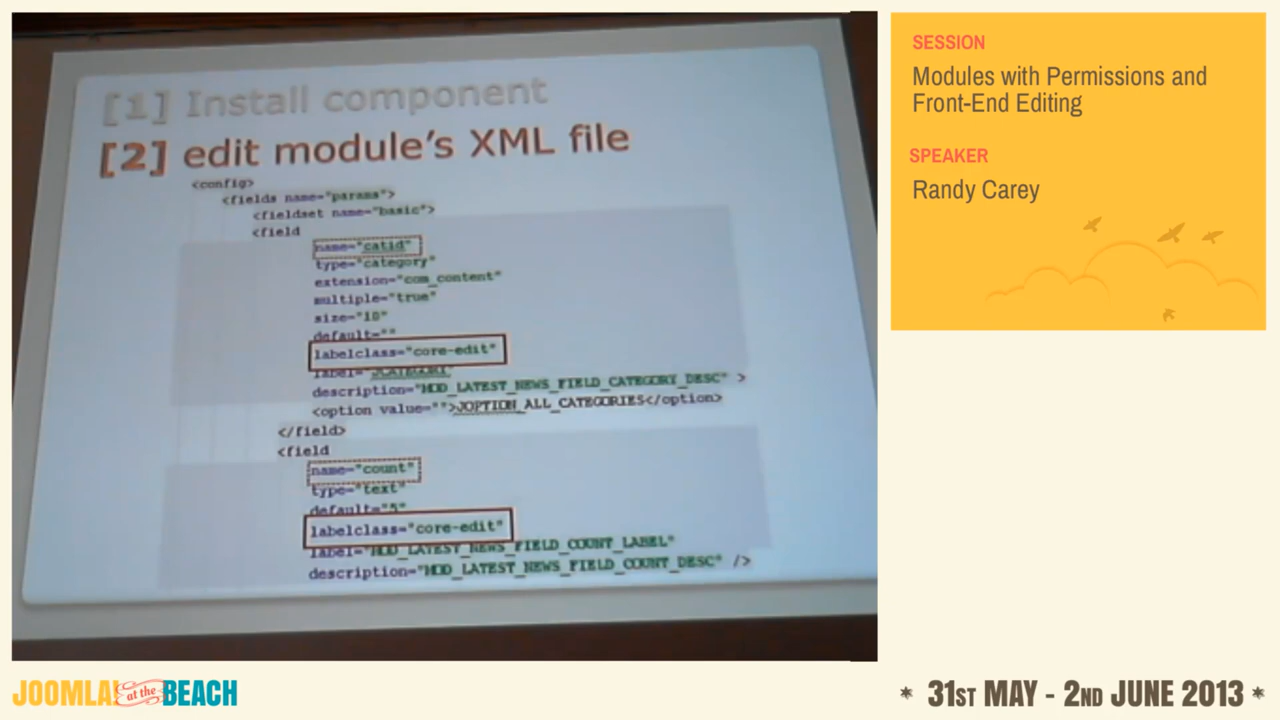 [1] Install component
[2] edit module's XML file
<config>
<fields name="params">
<fieldset name="basic">
<field
name="catid"
type="category"
extension="com_content"
multiple="true"
size="10"
default=""
labelclass="core-edit"
label="JCATEGORY"
description="MOD_LATEST_NEWS_FIELD_CATEGORY_DESC" >
<option value="">JOPTION_ALL_CATEGORIES</option>
</field>
<field
name="count"
type="text"
default="5"
labelclass="core-edit"
label="MOD_LATEST_NEWS_FIELD_COUNT_LABEL"
description="MOD_LATEST_NEWS_FIELD_COUNT_DESC" />
SESSION
Modules with Permissions and
Front-End Editing
SPEAKER
Randy Carey
JOOMLA! at the BEACH
* 31ST MAY - 2ND JUNE 2013 *